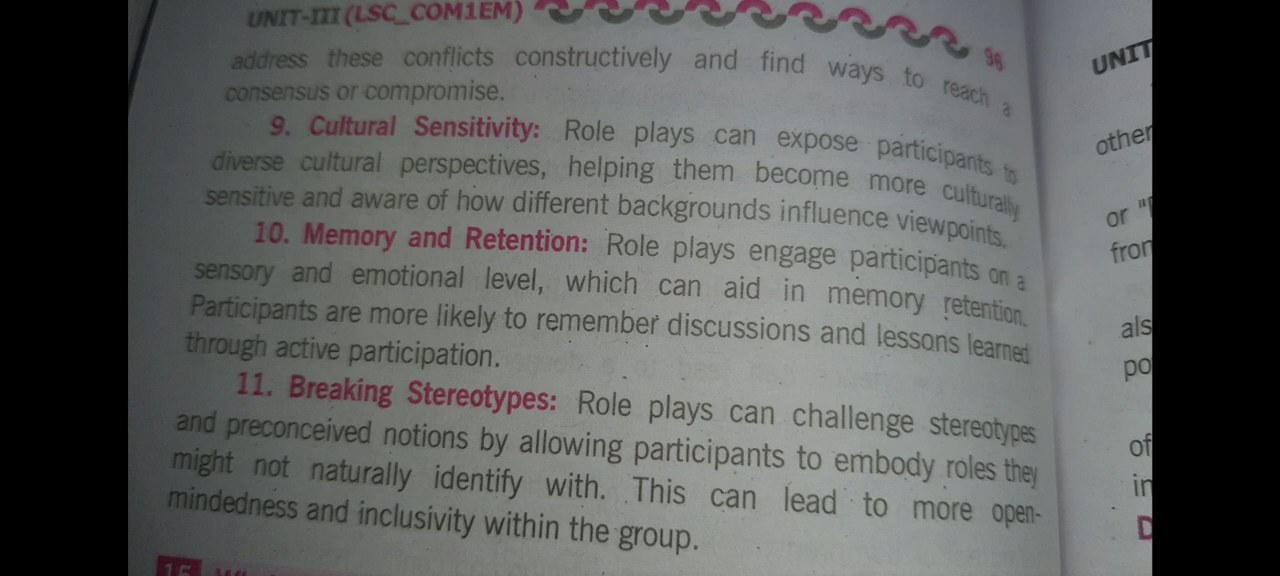 UNIT-III (LSC_COM1EM)
96
address these conflicts constructively and find ways to reach a
consensus or compromise.
9. Cultural Sensitivity: Role plays can expose participants to
diverse cultural perspectives, helping them become more culturally
sensitive and aware of how different backgrounds influence viewpoints.
10. Memory and Retention: Role plays engage participants on a
sensory and emotional level, which can aid in memory retention.
Participants are more likely to remember discussions and lessons learned
through active participation.
11. Breaking Stereotypes: Role plays can challenge stereotypes
and preconceived notions by allowing participants to embody roles they
might not naturally identify with. This can lead to more open-
mindedness and inclusivity within the group.
15
UNIT
other
or
of